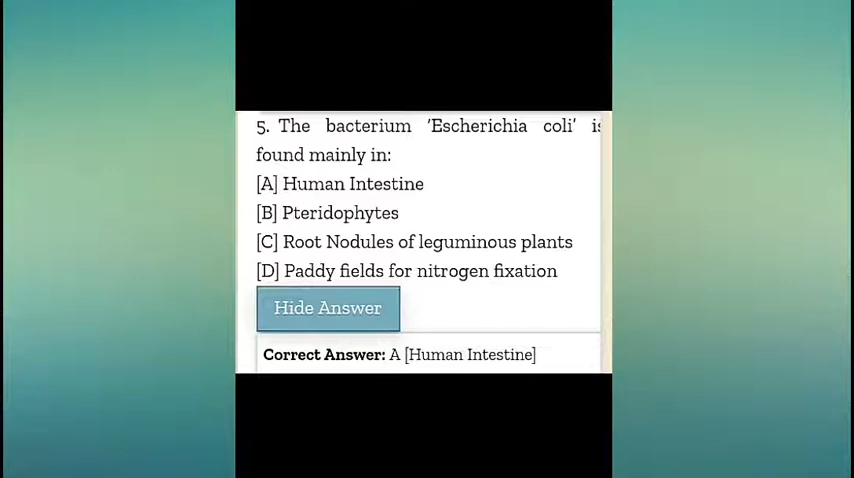 5. The bacterium 'Escherichia coli' is
found mainly in:
[A] Human Intestine
[B] Pteridophytes
[C] Root Nodules of leguminous plants
[D] Paddy fields for nitrogen fixation
Hide Answer
Correct Answer: A [Human Intestine]